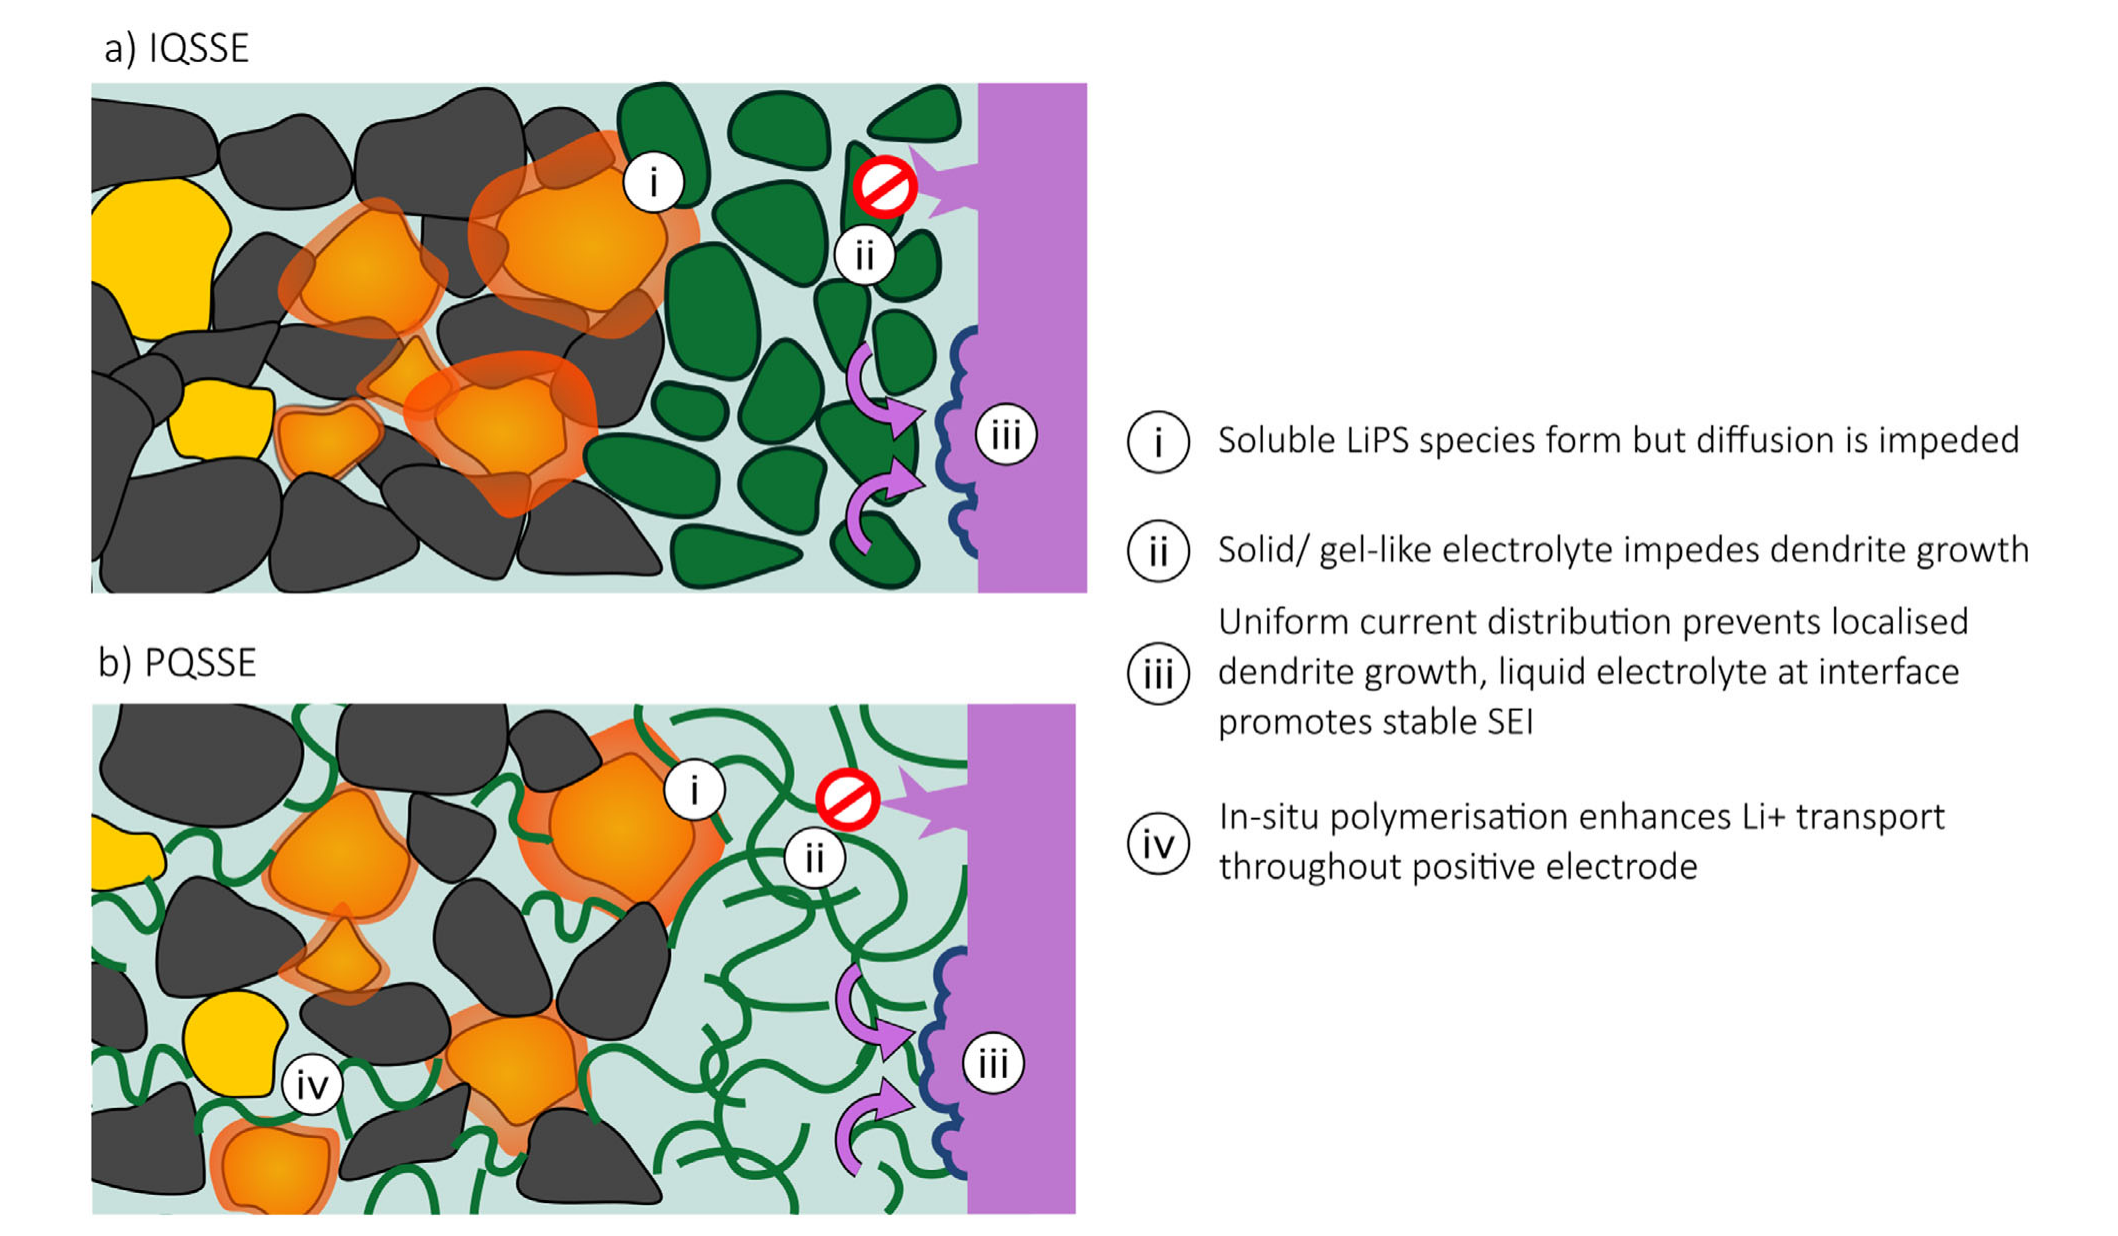 a) IQSSE
i
ii
iii
b) PQSSE
i
ii
iii
iv
i Soluble LiPS species form but diffusion is impeded
ii Solid/ gel-like electrolyte impedes dendrite growth
Uniform current distribution prevents localised
iii dendrite growth, liquid electrolyte at interface
promotes stable SEI
In-situ polymerisation enhances Li+ transport
iv
throughout positive electrode